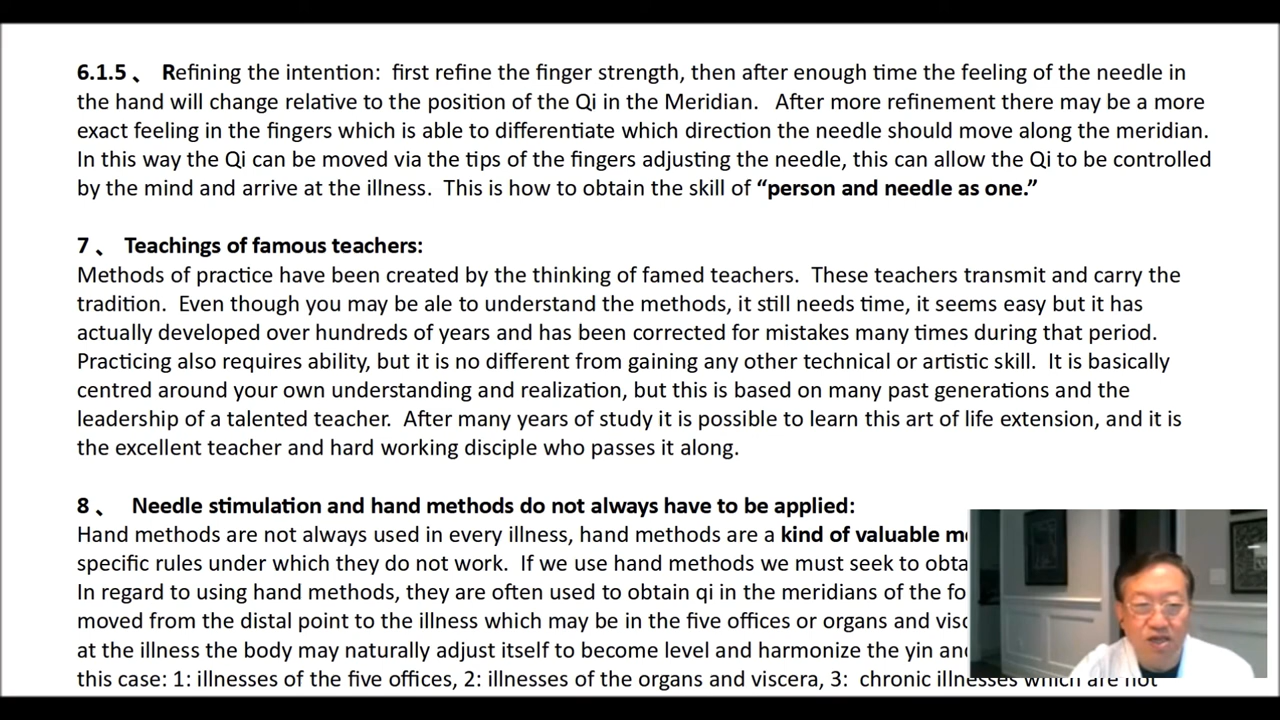 6.1.5 、 Refining the intention: first refine the finger strength, then after enough time the feeling of the needle in
the hand will change relative to the position of the Qi in the Meridian. After more refinement there may be a more
exact feeling in the fingers which is able to differentiate which direction the needle should move along the meridian.
In this way the Qi can be moved via the tips of the fingers adjusting the needle, this can allow the Qi to be controlled
by the mind and arrive at the illness. This is how to obtain the skill of “person and needle as one.”
7 、 Teachings of famous teachers:
Methods of practice have been created by the thinking of famed teachers. These teachers transmit and carry the
tradition. Even though you may be ale to understand the methods, it still needs time, it seems easy but it has
actually developed over hundreds of years and has been corrected for mistakes many times during that period.
Practicing also requires ability, but it is no different from gaining any other technical or artistic skill. It is basically
centred around your own understanding and realization, but this is based on many past generations and the
leadership of a talented teacher. After many years of study it is possible to learn this art of life extension, and it is
the excellent teacher and hard working disciple who passes it along.
8 、 Needle stimulation and hand methods do not always have to be applied:
Hand methods are not always used in every illness, hand methods are a kind of valuable
specific rules under which they do not work. If we use hand methods we must seek to
In regard to using hand methods, they are often used to obtain qi in the meridians of the
moved from the distal point to the illness which may be in the five offices or organs and
at the illness the body may naturally adjust itself to become level and harmonize the yin
this case: 1: illnesses of the five offices, 2: illnesses of the organs and viscera, 3: chronic illnesses which are not